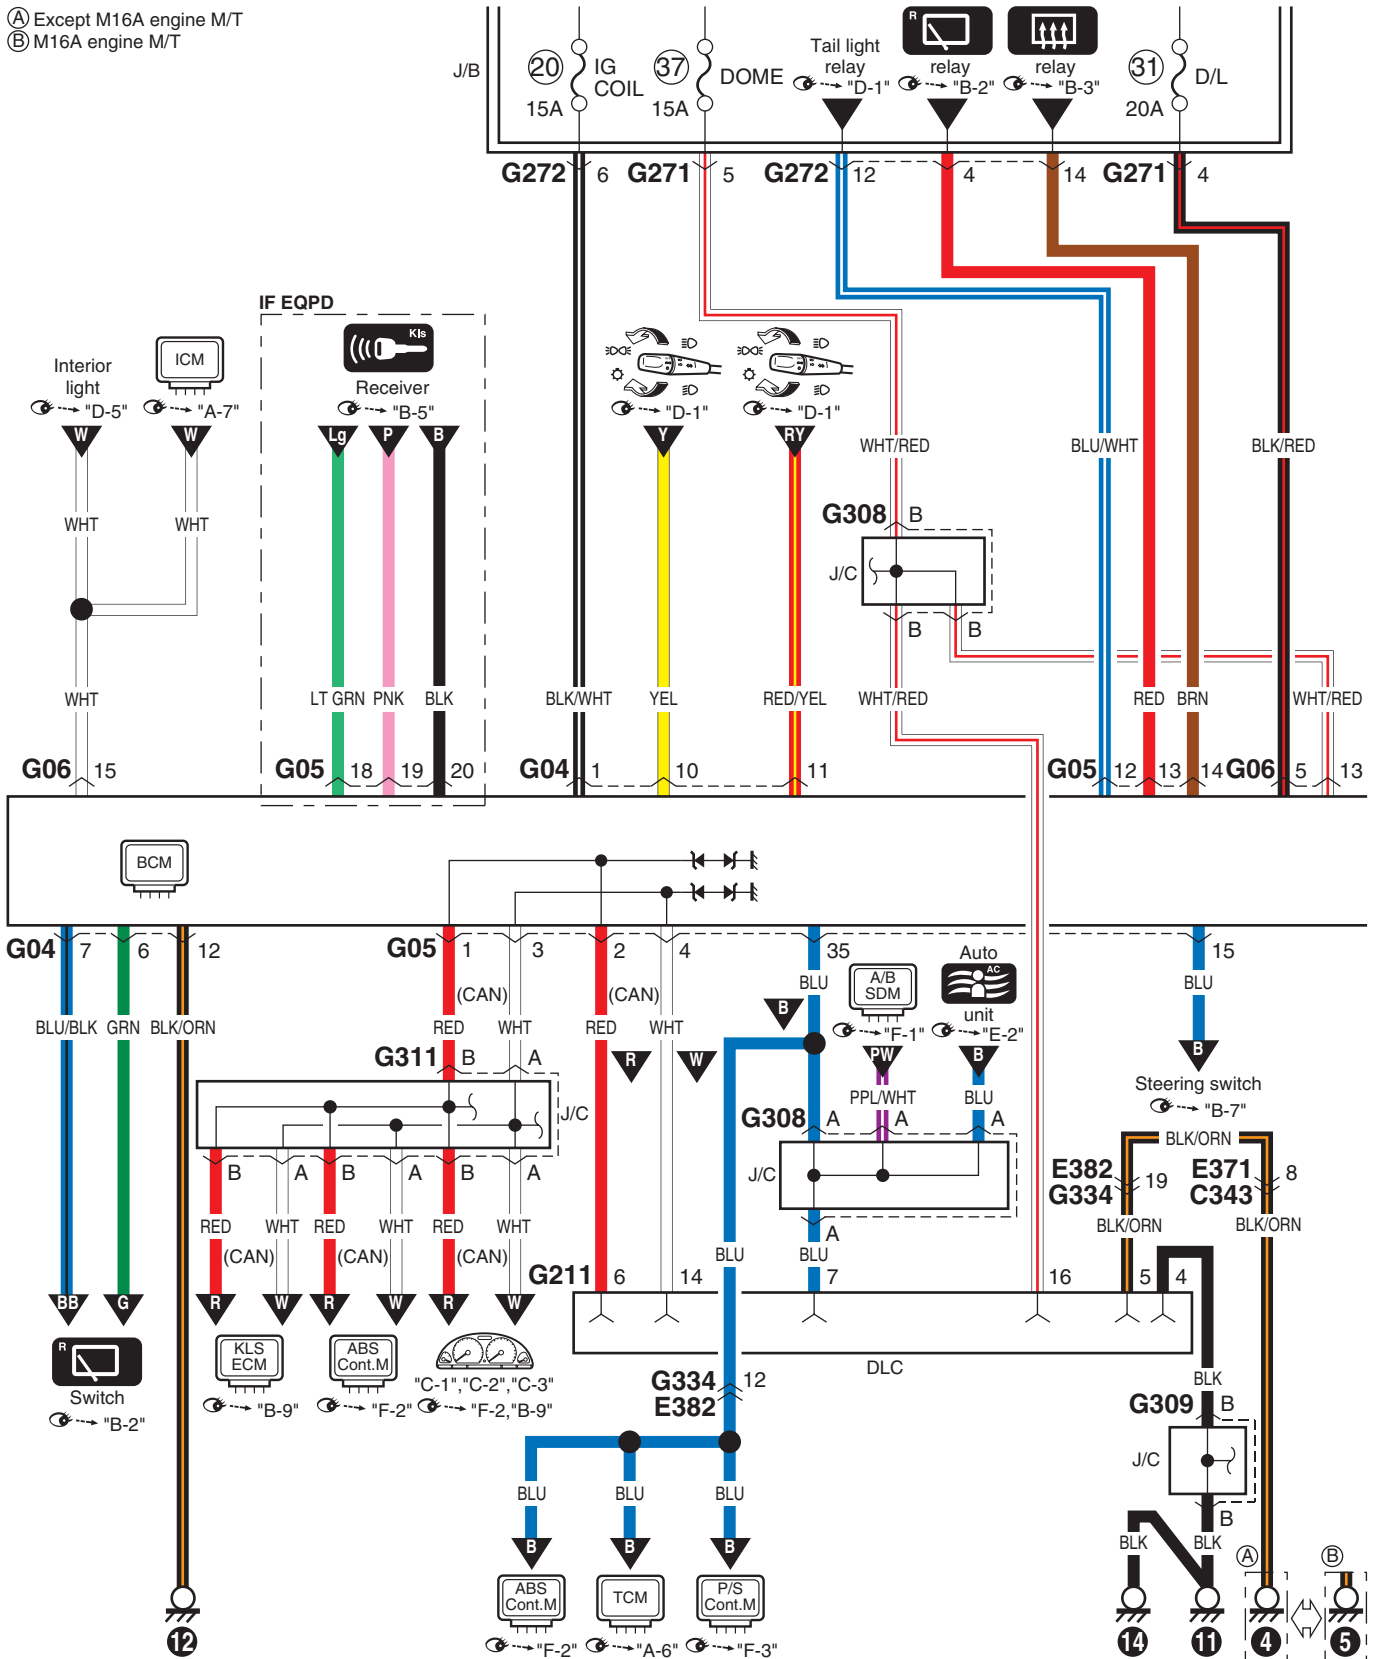 Ⓐ Except M16A engine M/T
Ⓑ M16A engine M/T
J/B
20 IG COIL 15A
37 DOME 15A
Tail light relay "D-1"
R relay "B-2"
relay "B-3"
31 D/L 20A
G272 6 G271 5 G272 12 4 14 G271 4
IF EQPD
Interior light "D-5"
ICM "A-7"
KIs
Receiver "B-5"
"D-1" "D-1"
W W Lg P B Y RY
WHT/RED BLU/WHT BLK/RED
WHT WHT
G308 B
J/C
B B
WHT LT GRN PNK BLK BLK/WHT YEL RED/YEL WHT/RED RED BRN WHT/RED
G06 15 G05 18 19 20 G04 1 10 11 G05 12 13 14 G06 5 13
BCM
G04 7 6 12 G05 1 3 2 4 35 15
A/B SDM "F-1"
Auto AC unit "E-2"
BLU BLU
(CAN) (CAN)
BLU/BLK GRN BLK/ORN RED WHT RED WHT
B
R W PW B B
G311 B A
J/C
Steering switch "B-7"
PPL/WHT BLU
G308 A A A
J/C
A
BLK/ORN
E382 G334 19 E371 C343 8
B A B A B A
RED WHT RED WHT RED WHT
(CAN) (CAN) (CAN)
BLU BLU BLK/ORN BLK/ORN
G211 6 14 7 16 5 4
BB G R W R W R W
R
Switch "B-2"
KLS ECM "B-9"
ABS Cont.M "F-2"
"C-1","C-2","C-3"
"F-2,"B-9"
DLC
G334 E382 12
BLK
G309 B
J/C
B
BLU BLU BLU
BLK BLK
B B B
ABS Cont.M "F-2"
TCM "A-6"
P/S Cont.M "F-3"
Ⓐ Ⓑ
12 14 11 4 5